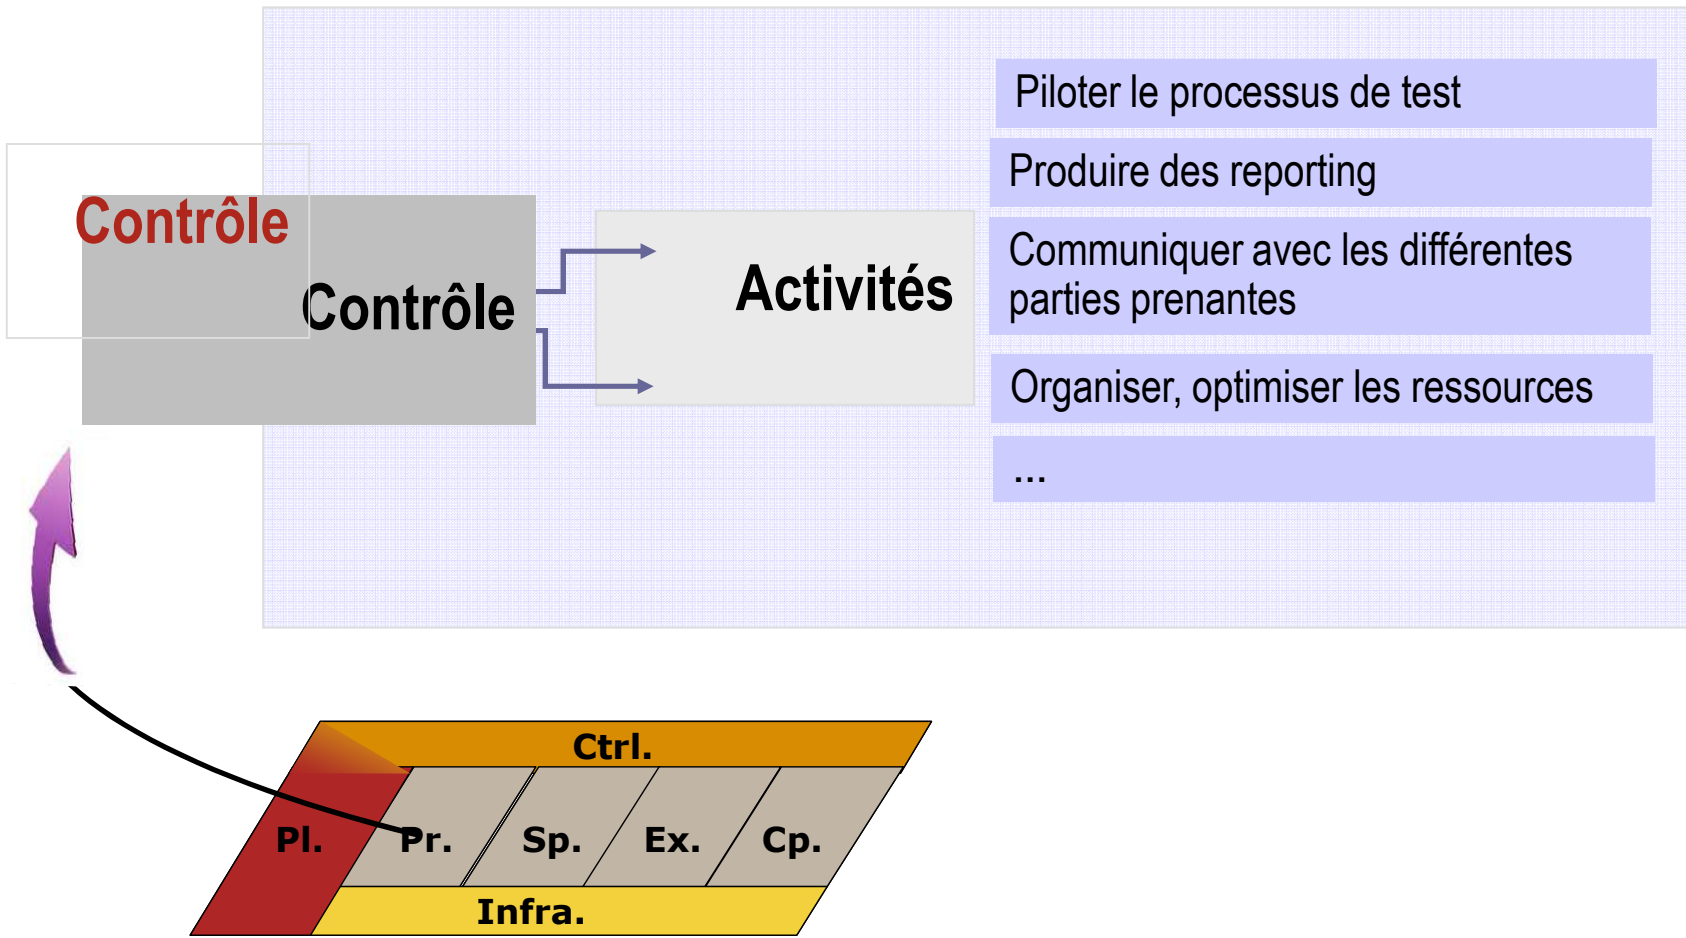 Contrôle
Contrôle
Activités
Piloter le processus de test
Produire des reporting
Communiquer avec les différentes
parties prenantes
Organiser, optimiser les ressources
...
Ctrl.
Pl.
Pr.
Sp.
Ex.
Cp.
Infra.